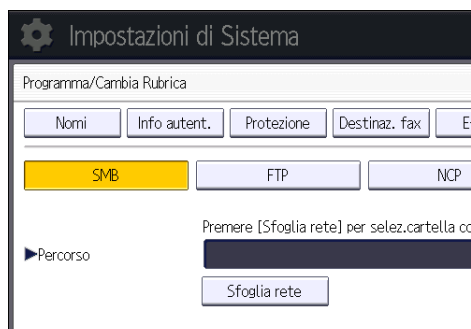 Impostazioni di Sistema
Programma/Cambia Rubrica
Nomi Info autent. Protezione Destinaz. fax
SMB FTP NCP
Premere [Sfoglia rete] per selez.cartella
Percorso
Sfoglia rete